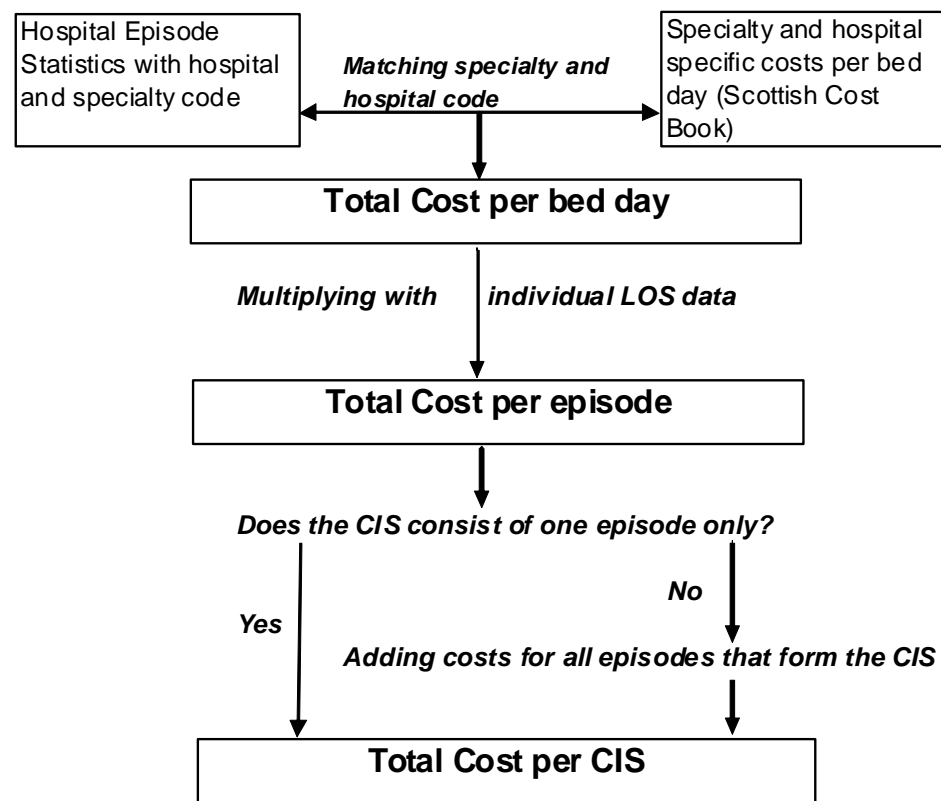 Hospital Episode
Statistics with hospital
and specialty code
Matching specialty and
hospital code
Specialty and hospital
specific costs per bed
day (Scottish Cost
Book)
Total Cost per bed day
Multiplying with individual LOS data
Total Cost per episode
Does the CIS consist of one episode only?
Yes
No
Adding costs for all episodes that form the CIS
Total Cost per CIS